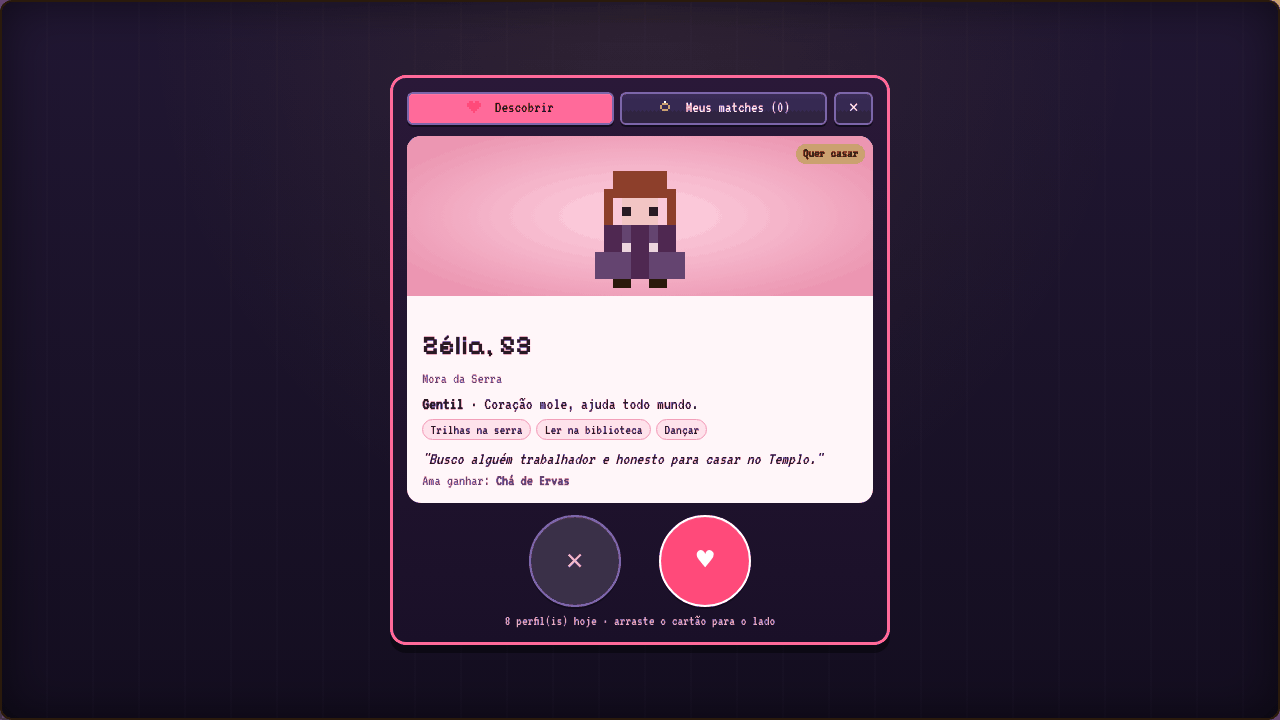 Descobrir
Meus matches (0)
×
Quer casar
Zélia, 83
Mora da Serra
Gentil · Coração mole, ajuda todo mundo.
Trilhas na serra
Ler na biblioteca
Dançar
"Busco alguém trabalhador e honesto para casar no Templo."
Ama ganhar: Chá de Ervas
8 perfil(is) hoje · arraste o cartão para o lado